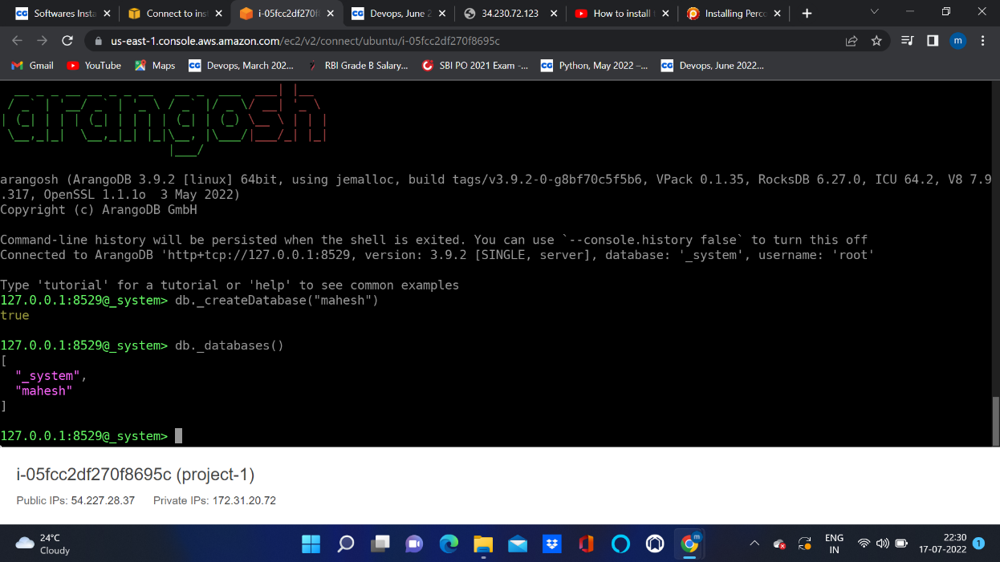 Softwares Insta
Connect to ins
i-05fcc2df270f
Devops, June 2
34.230.72.123
How to install
Installing Perco
us-east-1.console.aws.amazon.com/ec2/v2/connect/ubuntu/i-05fcc2df270f8695c
m
Gmail
YouTube
Maps
Devops, March 202...
RBI Grade B Salary...
SBI PO 2021 Exam -...
Python, May 2022 –...
Devops, June 2022...
arangosh
arangosh (ArangoDB 3.9.2 [linux] 64bit, using jemalloc, build tags/v3.9.2-0-g8bf70c5f5b6, VPack 0.1.35, RocksDB 6.27.0, ICU 64.2, V8 7.9
.317, OpenSSL 1.1.1o  3 May 2022)
Copyright (c) ArangoDB GmbH
Command-line history will be persisted when the shell is exited. You can use `--console.history false` to turn this off
Connected to ArangoDB 'http+tcp://127.0.0.1:8529, version: 3.9.2 [SINGLE, server], database: '_system', username: 'root'
Type 'tutorial' for a tutorial or 'help' to see common examples
127.0.0.1:8529@_system> db._createDatabase("mahesh")
true
127.0.0.1:8529@_system> db._databases()
[
"_system",
"mahesh"
]
127.0.0.1:8529@_system>
i-05fcc2df270f8695c (project-1)
Public IPs: 54.227.28.37 Private IPs: 172.31.20.72
24°C
Cloudy
m
ENG
IN
22:30
17-07-2022
1